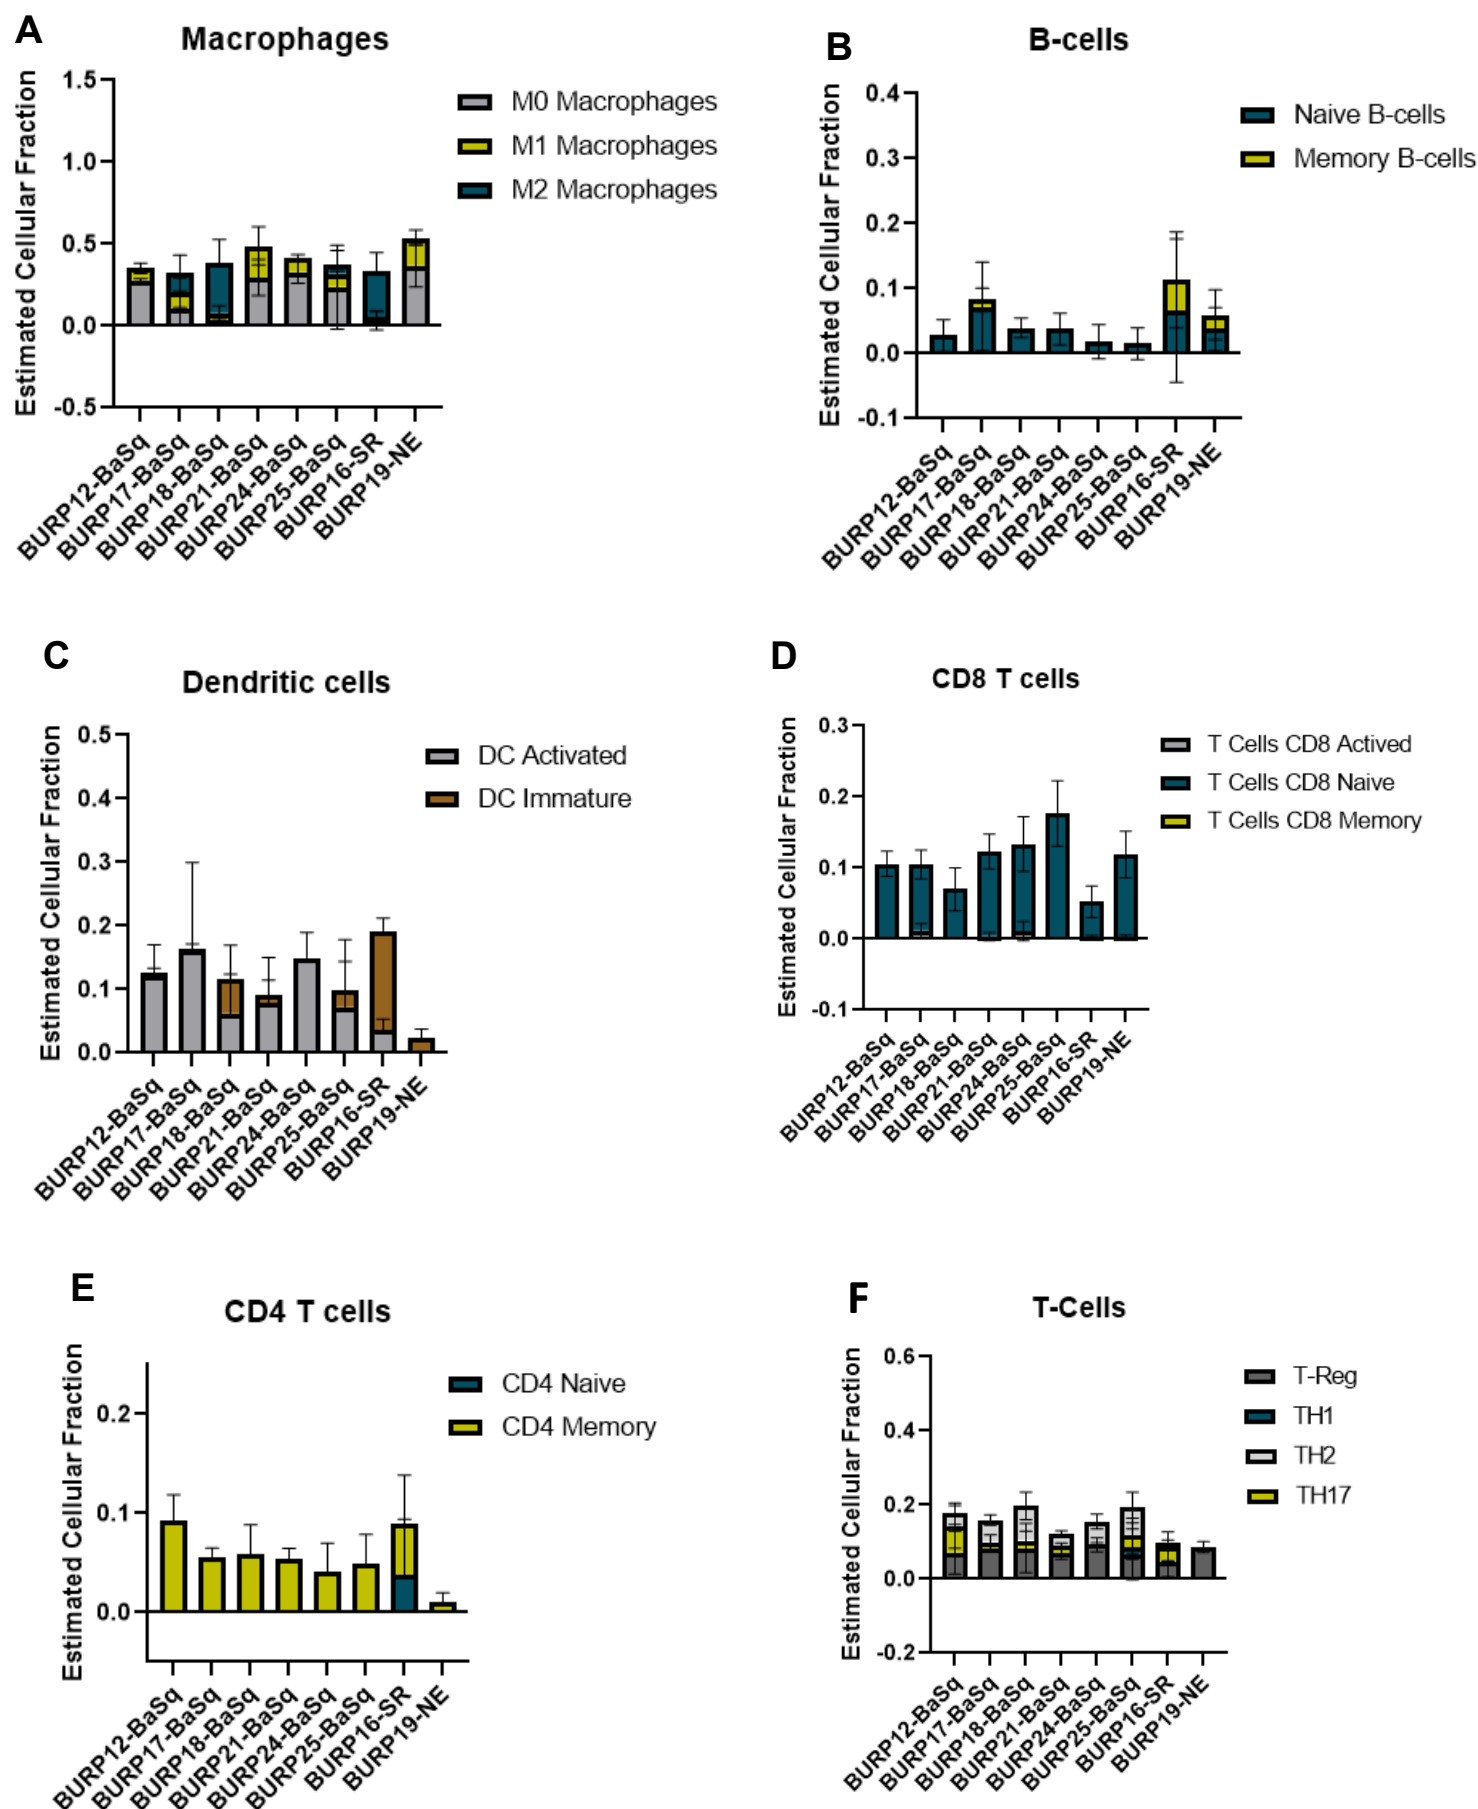 A
Macrophages
Estimated Cellular Fraction
1.5
1.0
0.5
0.0
-0.5
M0 Macrophages
M1 Macrophages
M2 Macrophages
BURP12-BaSq
BURP17-BaSq
BURP18-BaSq
BURP21-BaSq
BURP24-BaSq
BURP25-BaSq
BURP16-SR
BURP19-NE
B
B-cells
Estimated Cellular Fraction
0.4
0.3
0.2
0.1
0.0
-0.1
Naive B-cells
Memory B-cells
BURP12-BaSq
BURP17-BaSq
BURP18-BaSq
BURP21-BaSq
BURP24-BaSq
BURP25-BaSq
BURP16-SR
BURP19-NE
C
Dendritic cells
Estimated Cellular Fraction
0.5
0.4
0.3
0.2
0.1
0.0
DC Activated
DC Immature
BURP12-BaSq
BURP17-BaSq
BURP18-BaSq
BURP21-BaSq
BURP24-BaSq
BURP25-BaSq
BURP16-SR
BURP19-NE
D
CD8 T cells
Estimated Cellular Fraction
0.3
0.2
0.1
0.0
-0.1
T Cells CD8 Actived
T Cells CD8 Naive
T Cells CD8 Memory
BURP12-BaSq
BURP17-BaSq
BURP18-BaSq
BURP21-BaSq
BURP24-BaSq
BURP25-BaSq
BURP16-SR
BURP19-NE
E
CD4 T cells
Estimated Cellular Fraction
0.2
0.1
0.0
CD4 Naive
CD4 Memory
BURP12-BaSq
BURP17-BaSq
BURP18-BaSq
BURP21-BaSq
BURP24-BaSq
BURP25-BaSq
BURP16-SR
BURP19-NE
F
T-Cells
Estimated Cellular Fraction
0.6
0.4
0.2
0.0
-0.2
T-Reg
TH1
TH2
TH17
BURP12-BaSq
BURP17-BaSq
BURP18-BaSq
BURP21-BaSq
BURP24-BaSq
BURP25-BaSq
BURP16-SR
BURP19-NE